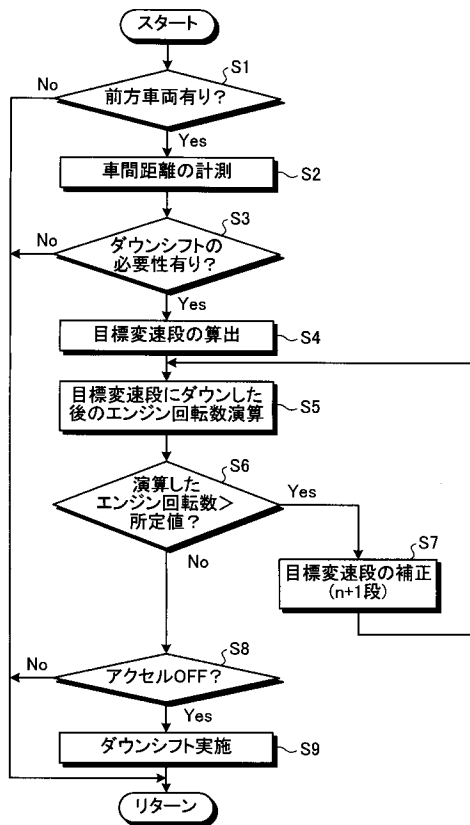 スタート
S1
前方車両有り？
No
Yes
車間距離の計測
S2
S3
No
ダウンシフトの
必要性有り？
Yes
目標変速段の算出
S4
目標変速段にダウンした
後のエンジン回転数演算
S5
S6
演算した
エンジン回転数＞
所定値？
Yes
No
S7
目標変速段の補正
(n+1段)
S8
No
アクセルOFF？
Yes
ダウンシフト実施
S9
リターン